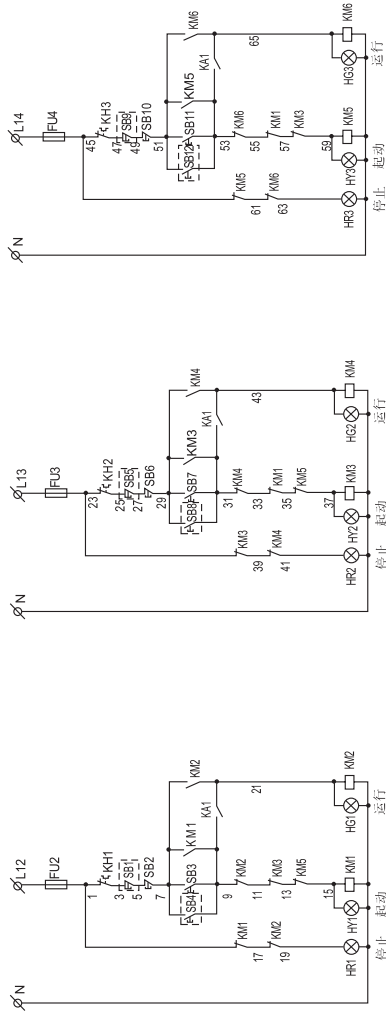 N
L14
FU4
45
KH3
47
SB9
49
SB10
51
KM6
KM5
KA1
SB11
SB12
53
KM6
55
KM1
57
KM3
65
KM5
61
KM6
63
59
KM5
KM6
HR3
HY3
HG3
停止
起动
运行
N
L13
FU3
23
KH2
25
SB5
27
SB6
29
KM4
KM3
KA1
SB7
SB8
31
KM4
33
KM1
35
KM5
43
KM3
39
KM4
41
37
KM3
KM4
HR2
HY2
HG2
停止
起动
运行
N
L12
FU2
1
KH1
3
SB1
5
SB2
7
KM2
KM1
KA1
SB3
SB4
9
KM2
11
KM3
13
KM5
21
KM1
17
KM2
19
15
KM1
KM2
HR1
HY1
HG1
停止
起动
运行